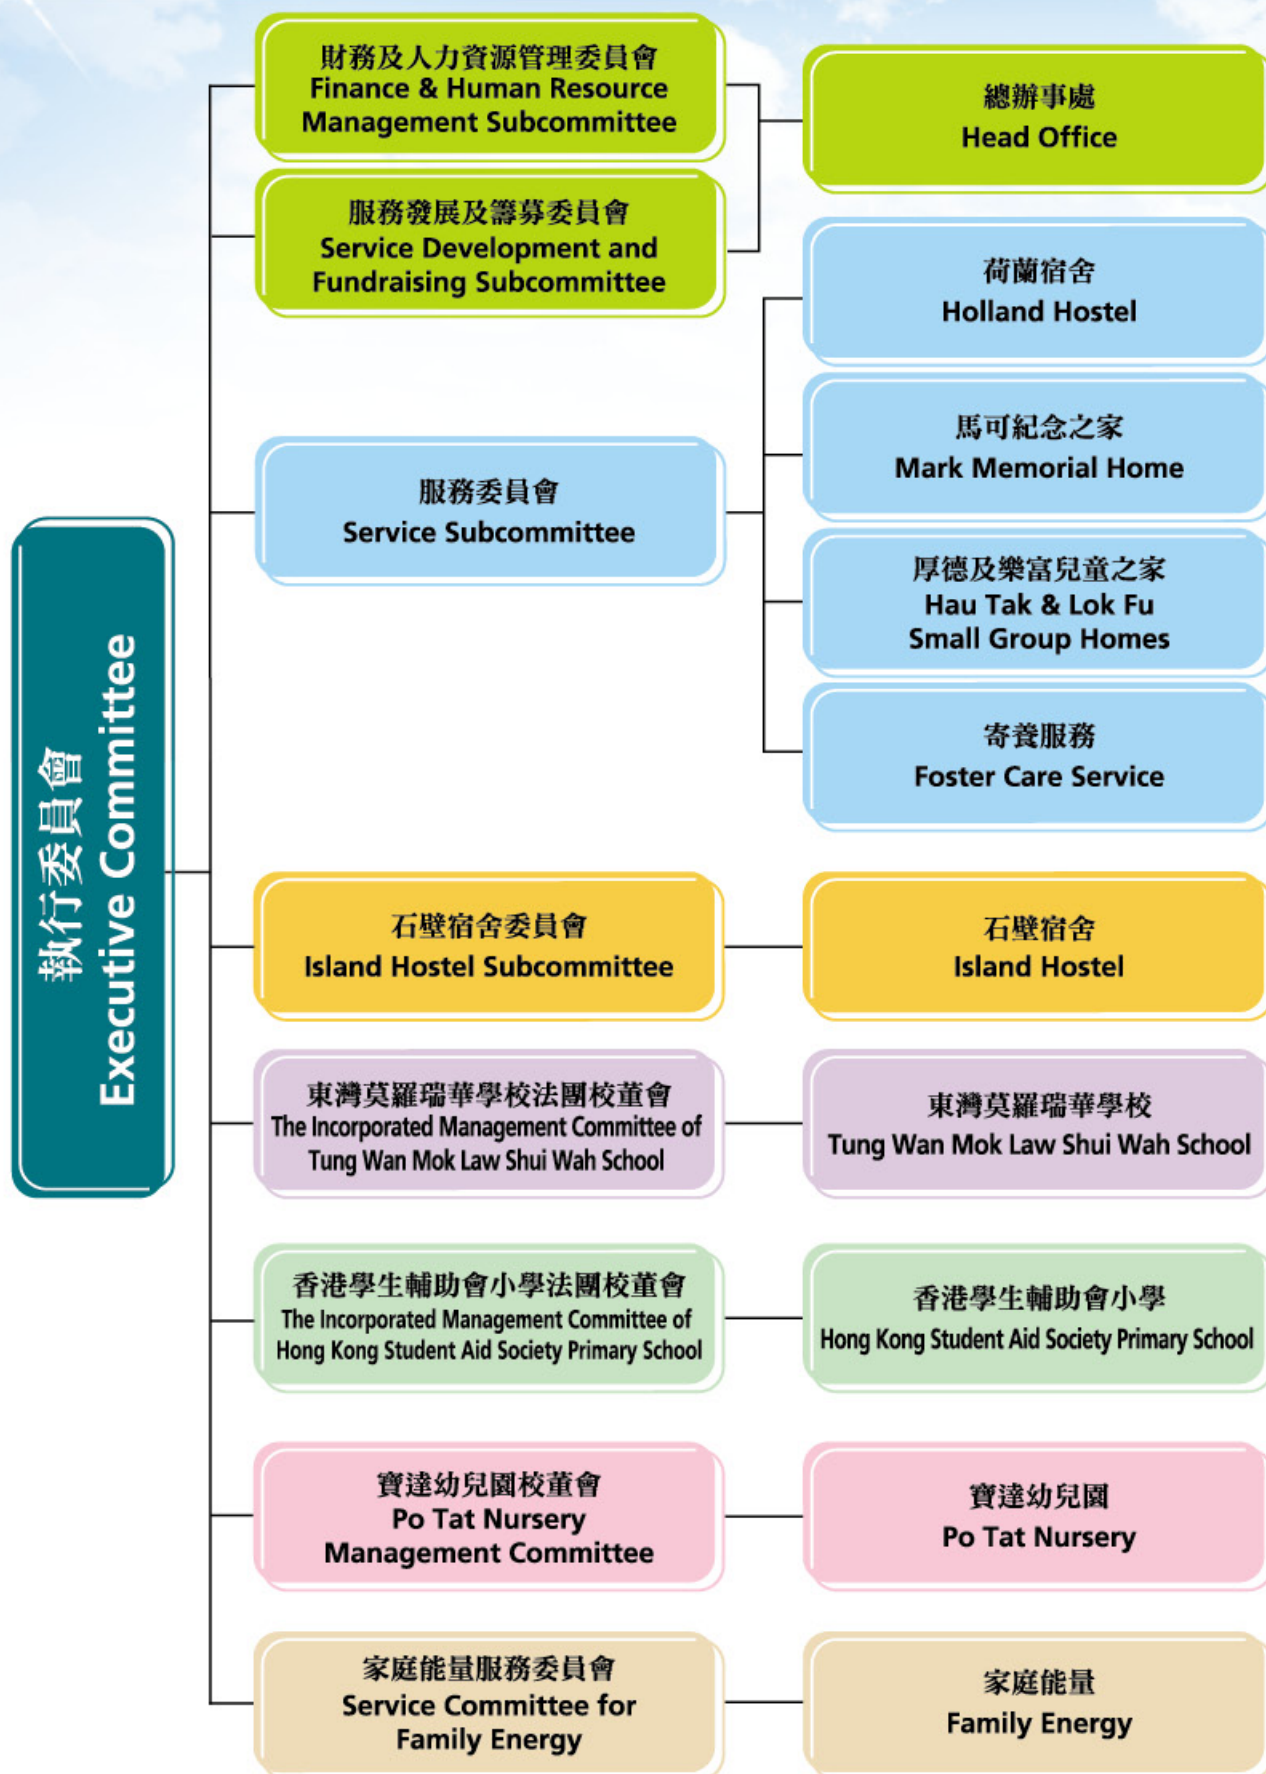 執行委員會
Executive Committee
財務及人力資源管理委員會
Finance & Human Resource
Management Subcommittee
服務發展及籌募委員會
Service Development and
Fundraising Subcommittee
總辦事處
Head Office
服務委員會
Service Subcommittee
荷蘭宿舍
Holland Hostel
馬可紀念之家
Mark Memorial Home
厚德及樂富兒童之家
Hau Tak & Lok Fu
Small Group Homes
寄養服務
Foster Care Service
石壁宿舍委員會
Island Hostel Subcommittee
石壁宿舍
Island Hostel
東灣莫羅瑞華學校法團校董會
The Incorporated Management Committee of
Tung Wan Mok Law Shui Wah School
東灣莫羅瑞華學校
Tung Wan Mok Law Shui Wah School
香港學生輔助會小學法團校董會
The Incorporated Management Committee of
Hong Kong Student Aid Society Primary School
香港學生輔助會小學
Hong Kong Student Aid Society Primary School
寶達幼兒園校董會
Po Tat Nursery
Management Committee
寶達幼兒園
Po Tat Nursery
家庭能量服務委員會
Service Committee for
Family Energy
家庭能量
Family Energy